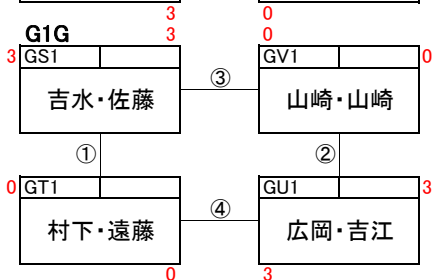 3 0
G1G 3 0
3 GS1 GV1 0
吉水・佐藤 ③ 山崎・山崎
① ②
0 GT1 GU1 3
村下・遠藤 ④ 広岡・吉江
0 3